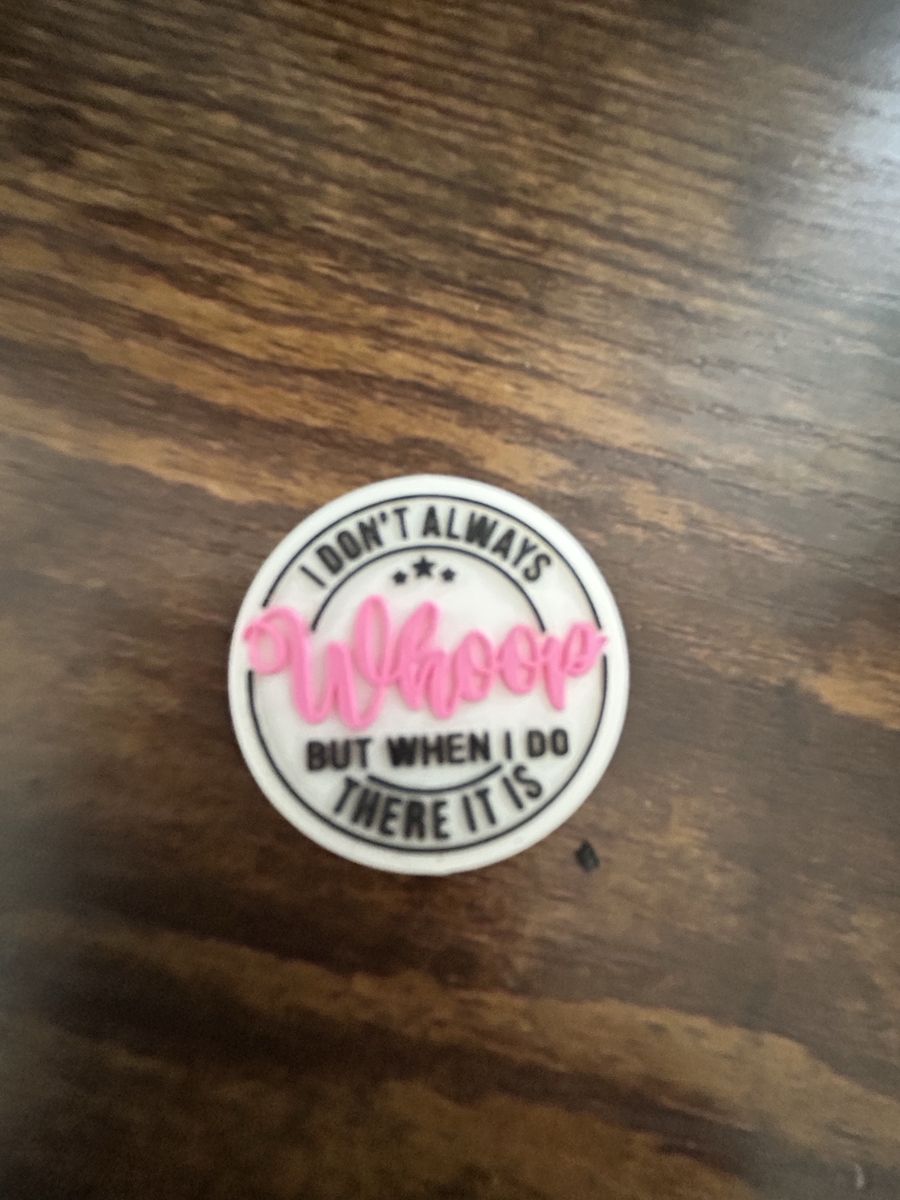 I DON'T ALWAYS
Whoop
BUT WHEN I DO
THERE IT IS